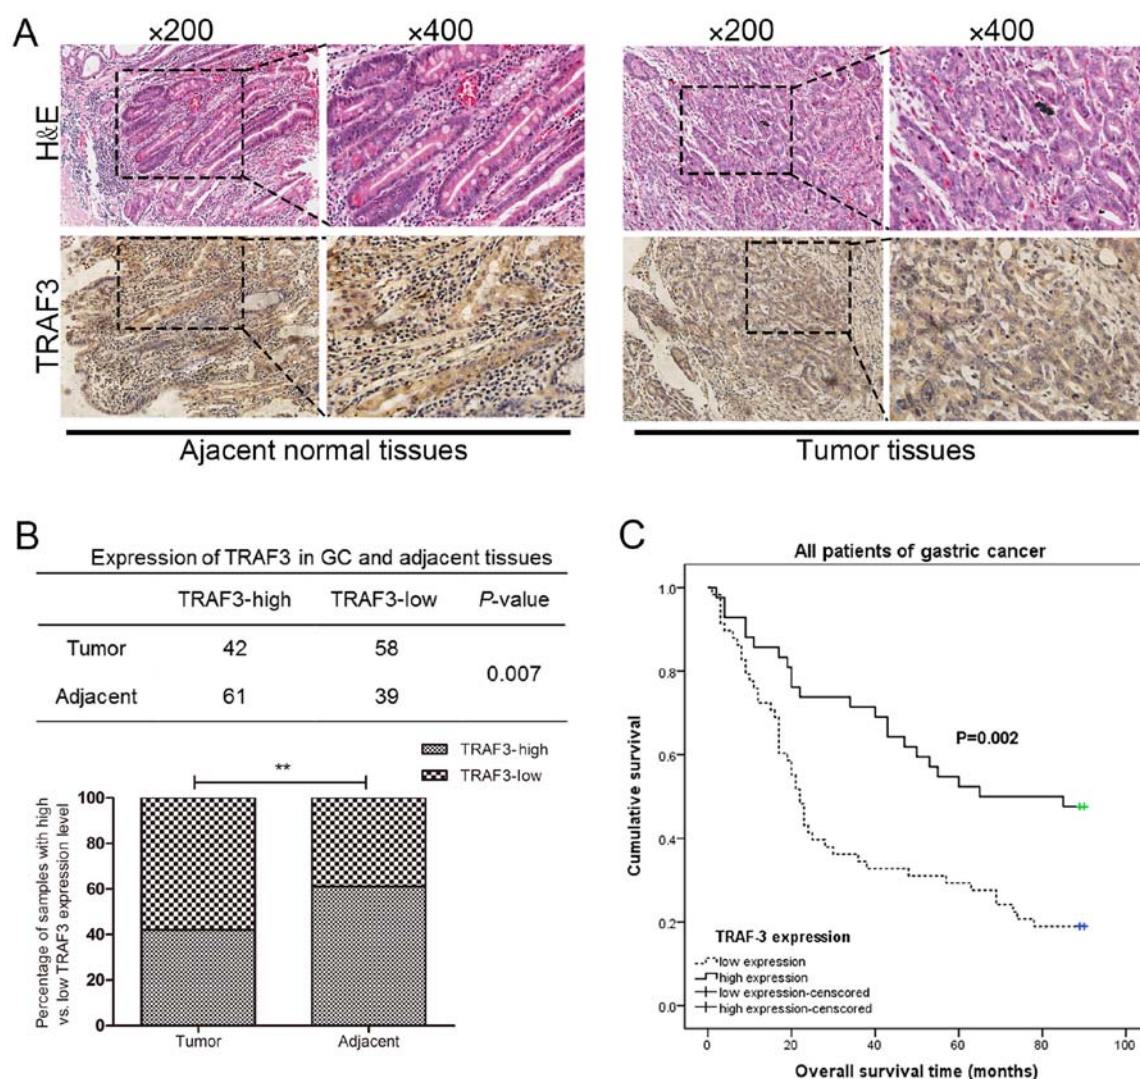 A
×200 ×400 ×200 ×400
H&E
TRAF3
Ajacent normal tissues
Tumor tissues
B
Expression of TRAF3 in GC and adjacent tissues
TRAF3-high TRAF3-low P-value
Tumor 42 58
0.007
Adjacent 61 39
TRAF3-high
TRAF3-low
**
Percentage of samples with high
vs. low TRAF3 expression level
100
80
60
40
20
0
Tumor Adjacent
C
All patients of gastric cancer
Cumulative survival
1.0
0.8
0.6
0.4
0.2
0.0
P=0.002
TRAF-3 expression
low expression
high expression
low expression-censcored
high expression-censcored
0 20 40 60 80 100
Overall survival time (months)